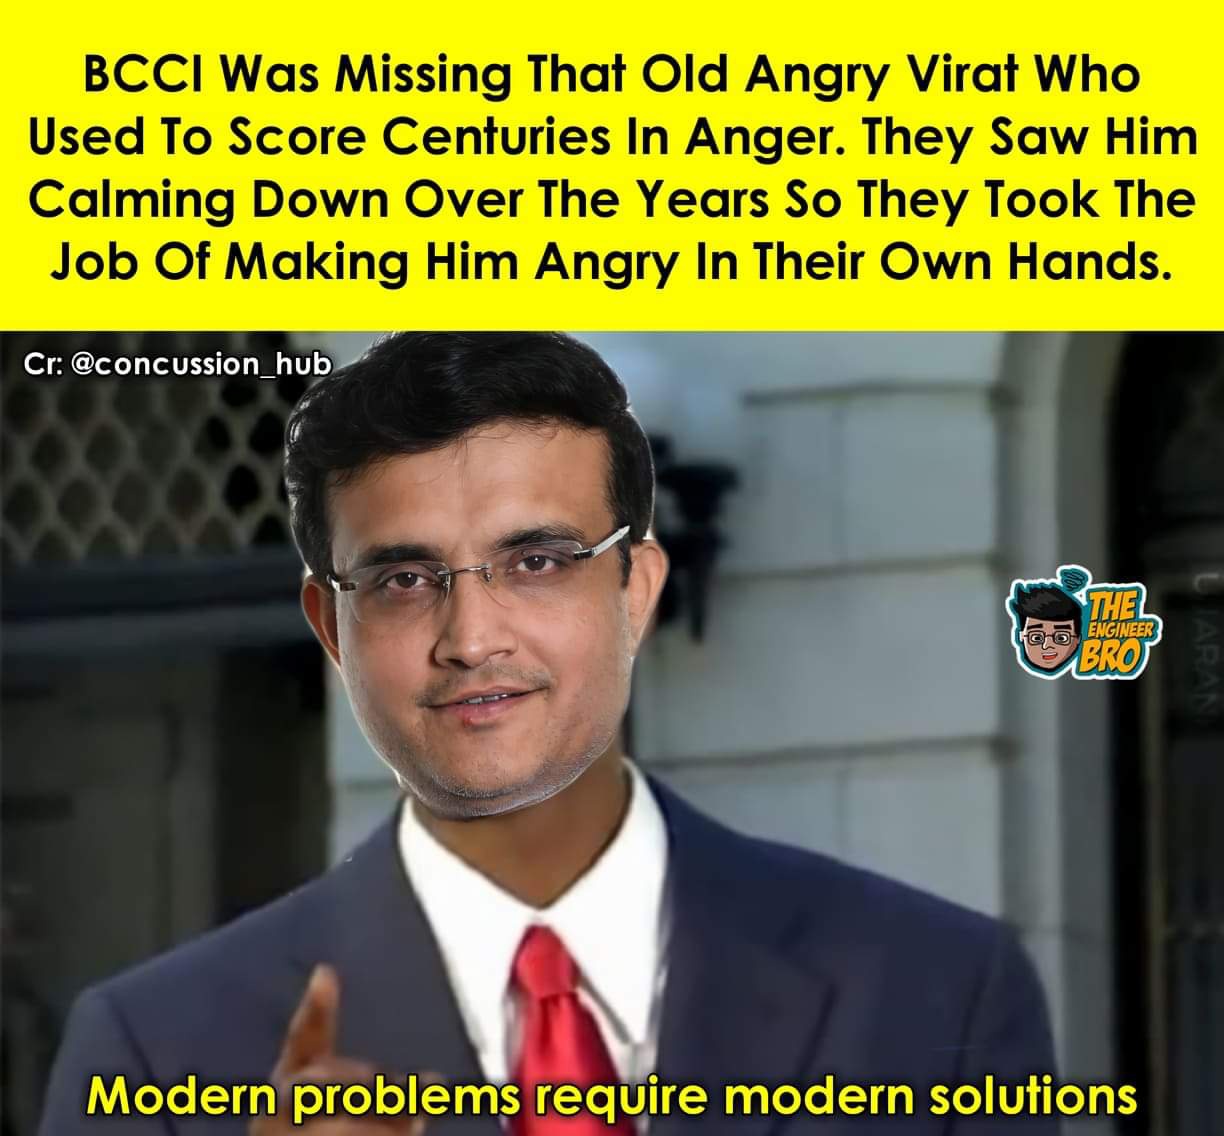 BCCI Was Missing That Old Angry Virat Who
Used To Score Centuries In Anger. They Saw Him
Calming Down Over The Years So They Took The
Job Of Making Him Angry In Their Own Hands.
Cr: @concussion_hub
THE
ENGINEER
BRO
Modern problems require modern solutions